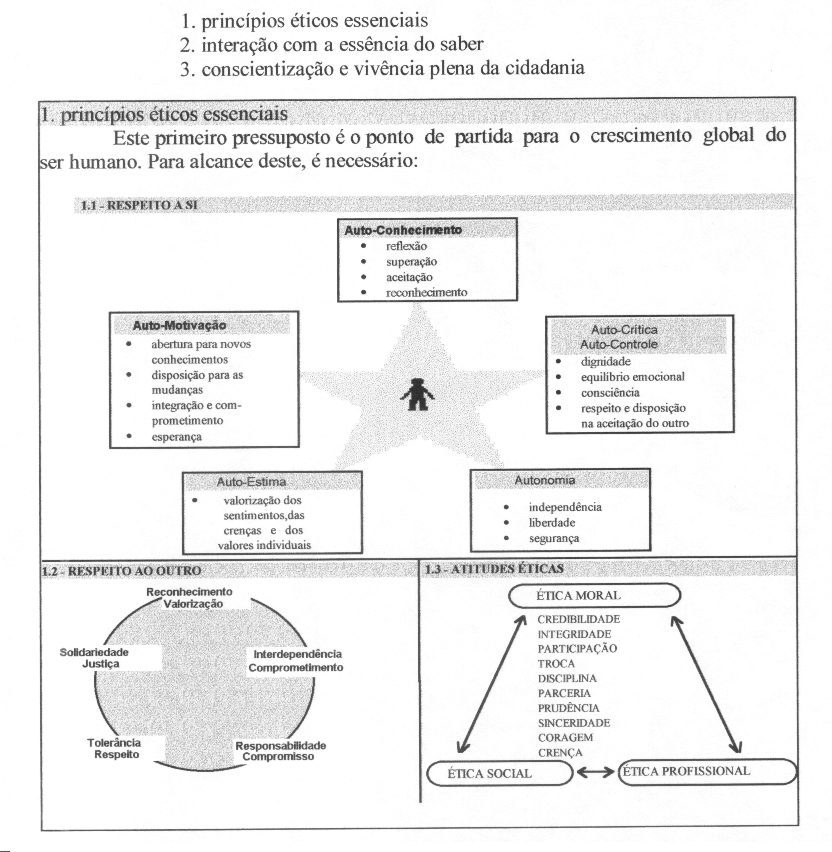 1. princípios éticos essenciais
2. interação com a essência do saber
3. conscientização e vivência plena da cidadania
1. princípios éticos essenciais
Este primeiro pressuposto é o ponto de partida para o crescimento global do
ser humano. Para alcance deste, é necessário:
1.1 - RESPEITO A SI
Auto-Conhecimento
• reflexão
• superação
• aceitação
• reconhecimento
Auto-Motivação
• abertura para novos
conhecimentos
• disposição para as
mudanças
• integração e com-
prometimento
• esperança
Auto-Crítica
Auto-Controle
• dignidade
• equilíbrio emocional
• consciência
• respeito e disposição
na aceitação do outro
Auto-Estima
• valorização dos
sentimentos,das
crenças e dos
valores individuais
Autonomia
• independência
• liberdade
• segurança
1.2 - RESPEITO AO OUTRO
Reconhecimento
Valorização
Solidariedade
Justiça
Interdependência
Comprometimento
Tolerância
Respeito
Responsabilidade
Compromisso
1.3 - ATITUDES ÉTICAS
ÉTICA MORAL
CREDIBILIDADE
INTEGRIDADE
PARTICIPAÇÃO
TROCA
DISCIPLINA
PARCERIA
PRUDÊNCIA
SINCERIDADE
CORAGEM
CRENÇA
ÉTICA SOCIAL
ÉTICA PROFISSIONAL